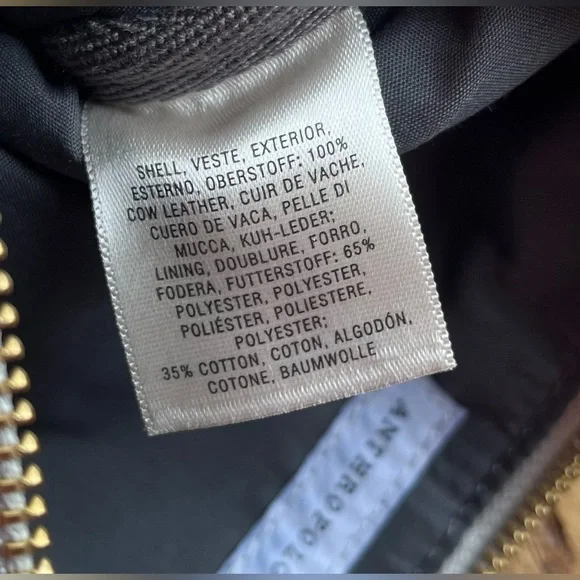 SHELL, VESTE, EXTERIOR,
ESTERNO, OBERSTOFF: 100%
COW LEATHER, CUIR DE VACHE,
CUERO DE VACA, PELLE DI
MUCCA, KUH-LEDER;
LINING, DOUBLURE, FORRO,
FODERA, FUTTERSTOFF: 65%
POLYESTER, POLYESTER,
POLIÉSTER, POLIESTERE,
POLYESTER;
35% COTTON, COTON, ALGODÓN,
COTONE, BAUMWOLLE
ANTHROPOLO